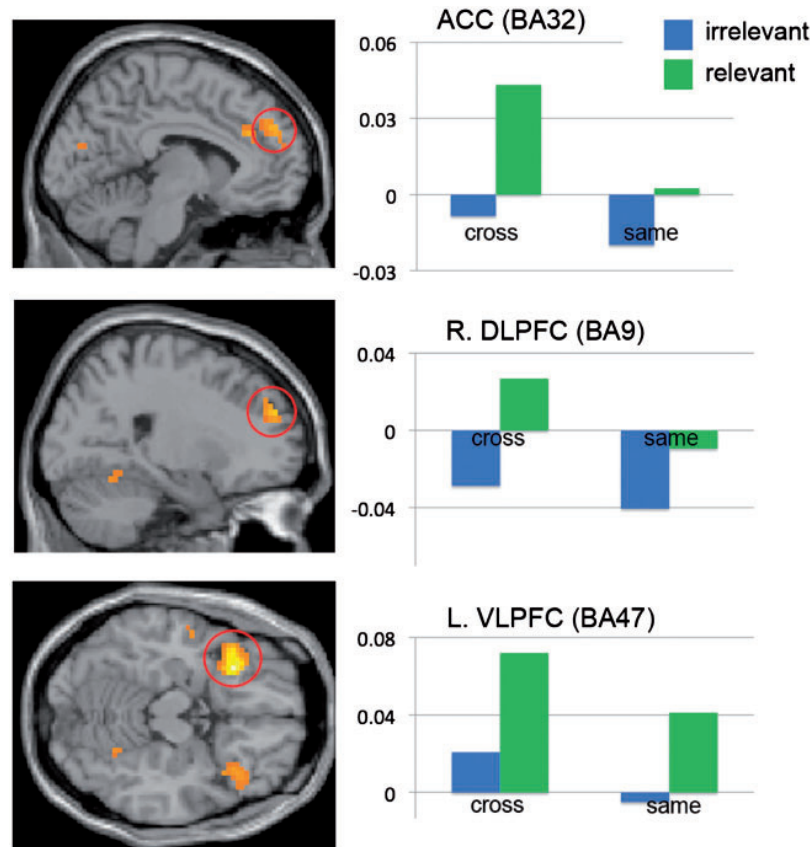 ACC (BA32)
irrelevant
relevant
0.06
0.03
0
-0.03
cross
same
R. DLPFC (BA9)
0.04
0
-0.04
cross
same
L. VLPFC (BA47)
0.08
0.04
0
cross
same